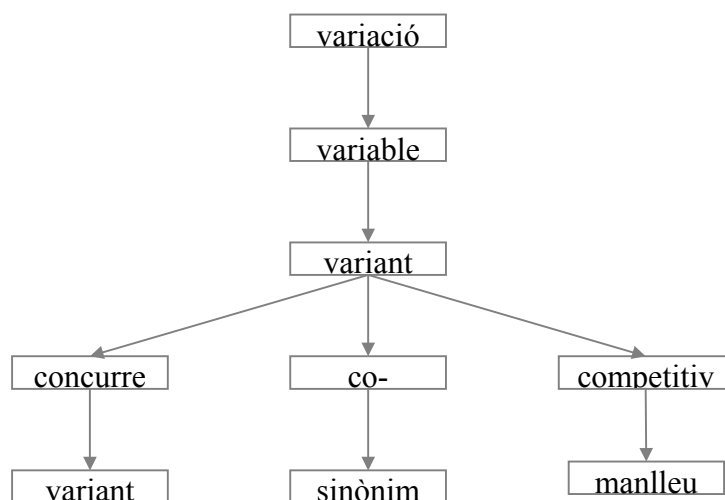 variació
variable
variant
concurre
co-
competitiv
variant
sinònim
manlleu